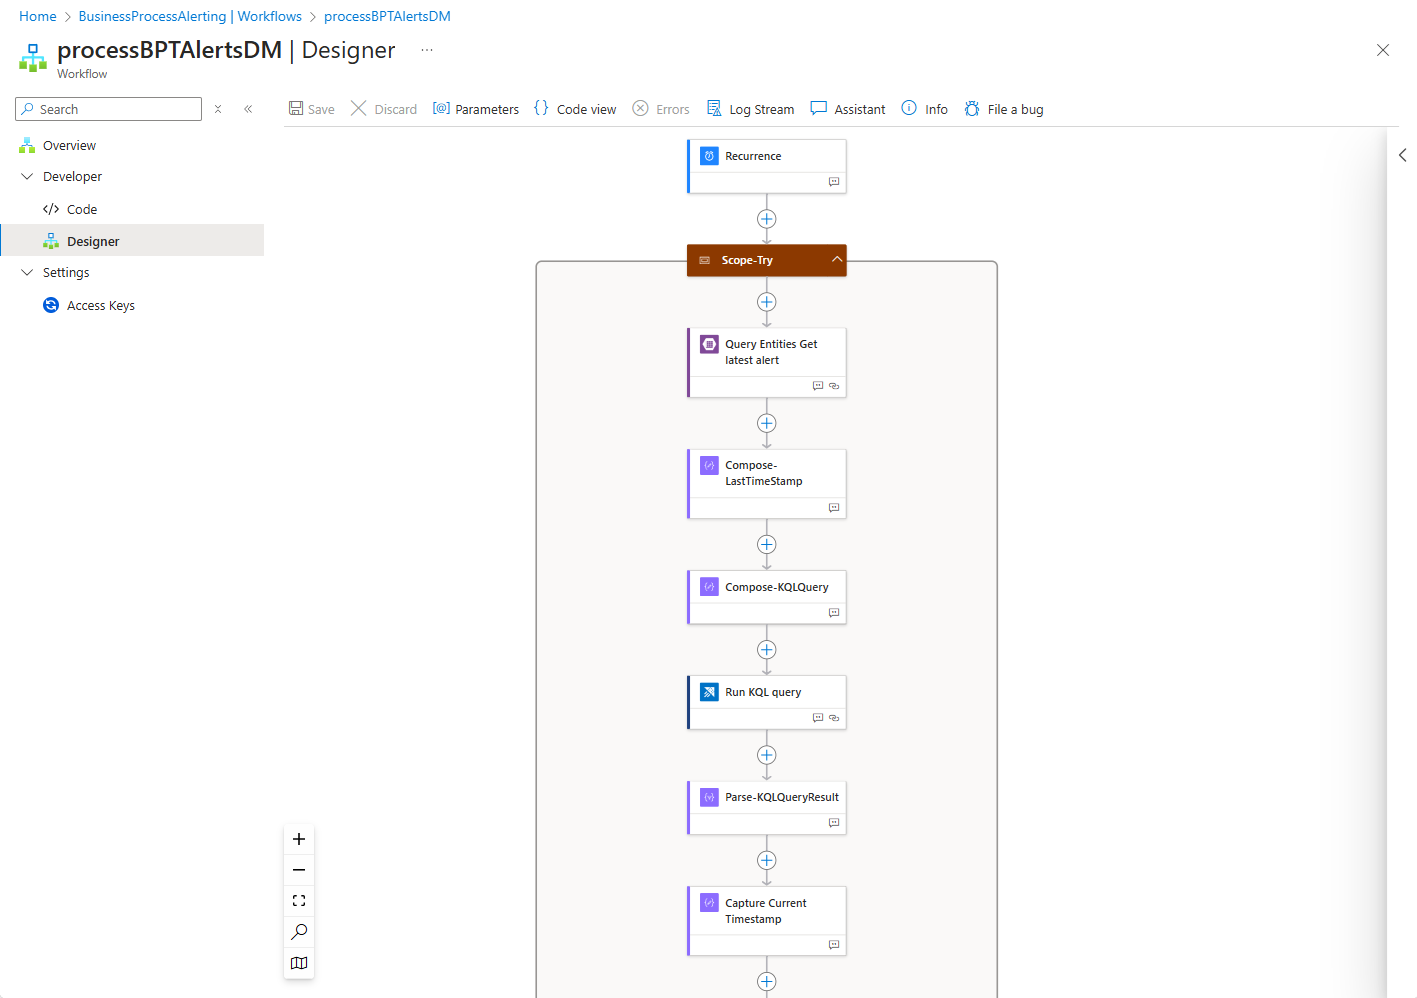 Home > BusinessProcessAlerting | Workflows > processBPTAlertsDM
processBPTAlertsDM | Designer ...
Workflow
Search
Save Discard Parameters Code view Errors Log Stream Assistant Info File a bug
Overview
Developer
Code
Designer
Settings
Access Keys
Recurrence
Scope-Try
Query Entities Get
latest alert
Compose-
LastTimeStamp
Compose-KQLQuery
Run KQL query
Parse-KQLQueryResult
Capture Current
Timestamp